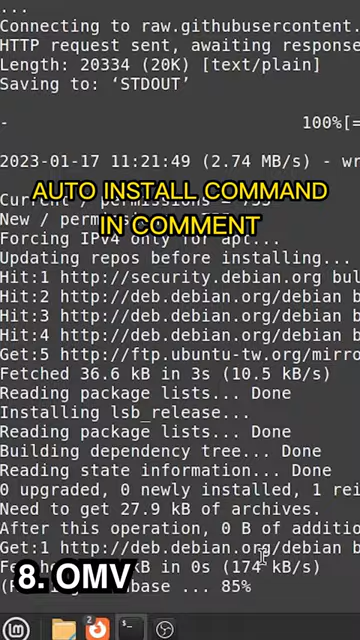 ...
Connecting to raw.githubusercontent.
HTTP request sent, awaiting response
Length: 20334 (20K) [text/plain]
Saving to: ‘STDOUT’
- 100%[=
2023-01-17 11:21:49 (2.74 MB/s) - wr
AUTO INSTALL COMMAND
Current / permissions = 755
IN COMMENT
New / permis
Forcing IPv4 only for apt...
Updating repos before installing...
Hit:1 http://security.debian.org bul
Hit:2 http://deb.debian.org/debian b
Hit:3 http://deb.debian.org/debian b
Hit:4 http://deb.debian.org/debian b
Get:5 http://ftp.ubuntu-tw.org/mirro
Fetched 36.6 kB in 3s (10.5 kB/s)
Reading package lists... Done
Installing lsb_release...
Reading package lists... Done
Building dependency tree... Done
Reading state information... Done
0 upgraded, 0 newly installed, 1 rei
Need to get 27.9 kB of archives.
After this operation, 0 B of additio
Get:1 http://deb.debian.org/debian b
8. OMV
kB in 0s (174 kB/s)
... 85%